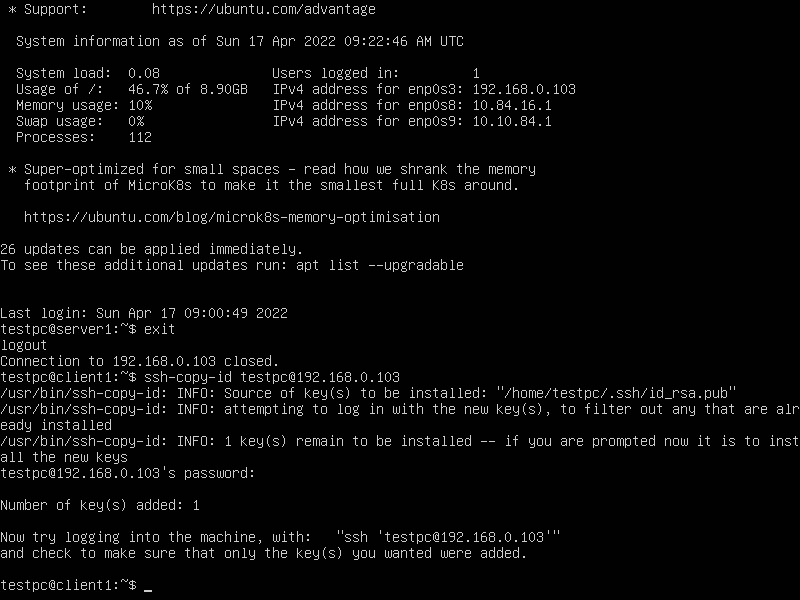 * Support:        https://ubuntu.com/advantage

  System information as of Sun 17 Apr 2022 09:22:46 AM UTC

  System load:  0.08              Users logged in:         1
  Usage of /:   46.7% of 8.90GB   IPv4 address for enp0s3: 192.168.0.103
  Memory usage: 10%               IPv4 address for enp0s8: 10.84.16.1
  Swap usage:   0%                IPv4 address for enp0s9: 10.10.84.1
  Processes:    112

 * Super-optimized for small spaces - read how we shrank the memory
   footprint of MicroK8s to make it the smallest full K8s around.

   https://ubuntu.com/blog/microk8s-memory-optimisation

26 updates can be applied immediately.
To see these additional updates run: apt list --upgradable


Last login: Sun Apr 17 09:00:49 2022
testpc@server1:~$ exit
logout
Connection to 192.168.0.103 closed.
testpc@client1:~$ ssh-copy-id testpc@192.168.0.103
/usr/bin/ssh-copy-id: INFO: Source of key(s) to be installed: "/home/testpc/.ssh/id_rsa.pub"
/usr/bin/ssh-copy-id: INFO: attempting to log in with the new key(s), to filter out any that are alr
eady installed
/usr/bin/ssh-copy-id: INFO: 1 key(s) remain to be installed -- if you are prompted now it is to inst
all the new keys
testpc@192.168.0.103's password:

Number of key(s) added: 1

Now try logging into the machine, with:   "ssh 'testpc@192.168.0.103'"
and check to make sure that only the key(s) you wanted were added.

testpc@client1:~$ _